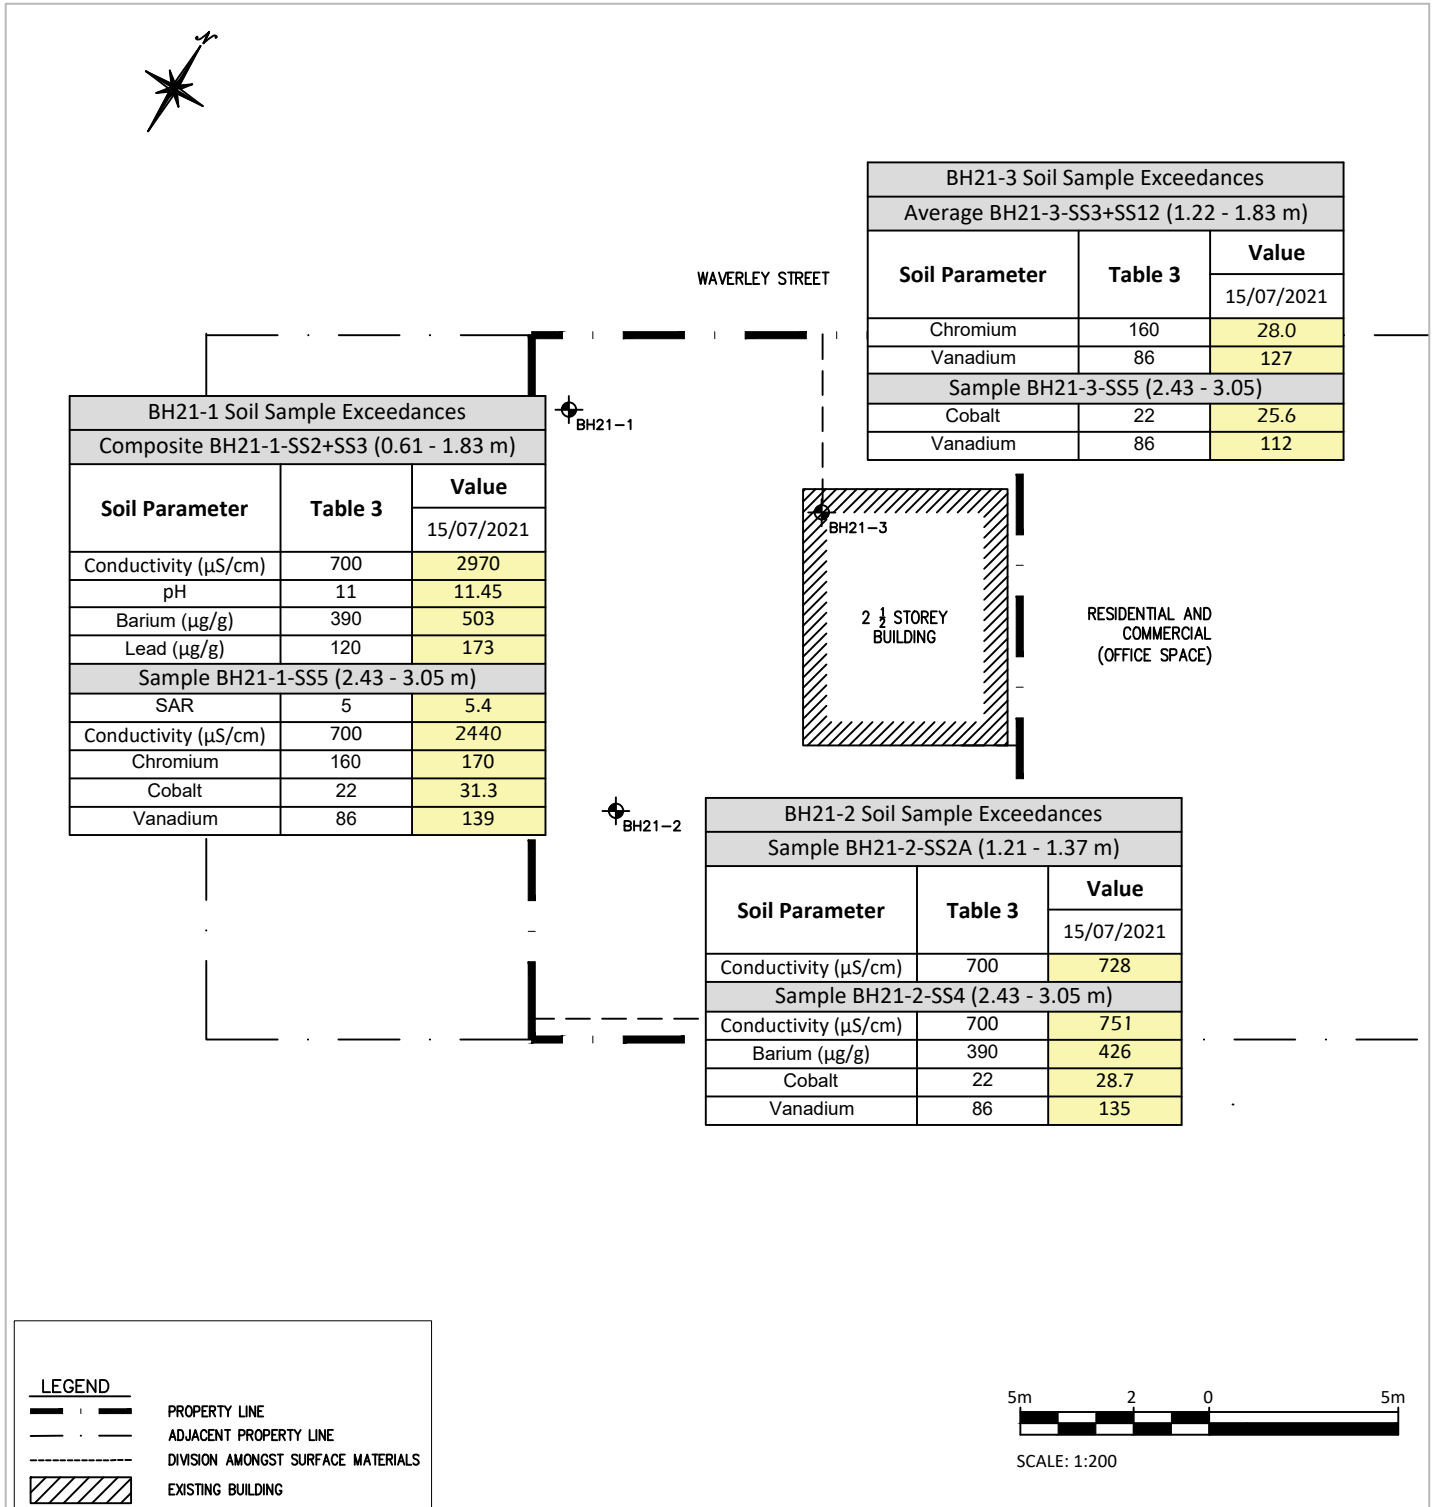 N
BH21-3 Soil Sample Exceedances
Average BH21-3-SS3+SS12 (1.22 - 1.83 m)
Soil Parameter Table 3 Value
15/07/2021
Chromium 160 28.0
Vanadium 86 127
Sample BH21-3-SS5 (2.43 - 3.05)
Cobalt 22 25.6
Vanadium 86 112
WAVERLEY STREET
BH21-1 Soil Sample Exceedances
Composite BH21-1-SS2+SS3 (0.61 - 1.83 m)
Soil Parameter Table 3 Value
15/07/2021
Conductivity (µS/cm) 700 2970
pH 11 11.45
Barium (µg/g) 390 503
Lead (µg/g) 120 173
Sample BH21-1-SS5 (2.43 - 3.05 m)
SAR 5 5.4
Conductivity (µS/cm) 700 2440
Chromium 160 170
Cobalt 22 31.3
Vanadium 86 139
BH21-1
BH21-3
2 ½ STOREY
BUILDING
RESIDENTIAL AND
COMMERCIAL
(OFFICE SPACE)
BH21-2
BH21-2 Soil Sample Exceedances
Sample BH21-2-SS2A (1.21 - 1.37 m)
Soil Parameter Table 3 Value
15/07/2021
Conductivity (µS/cm) 700 728
Sample BH21-2-SS4 (2.43 - 3.05 m)
Conductivity (µS/cm) 700 751
Barium (µg/g) 390 426
Cobalt 22 28.7
Vanadium 86 135
LEGEND
PROPERTY LINE
ADJACENT PROPERTY LINE
DIVISION AMONGST SURFACE MATERIALS
EXISTING BUILDING
5m 2 0 5m
SCALE: 1:200